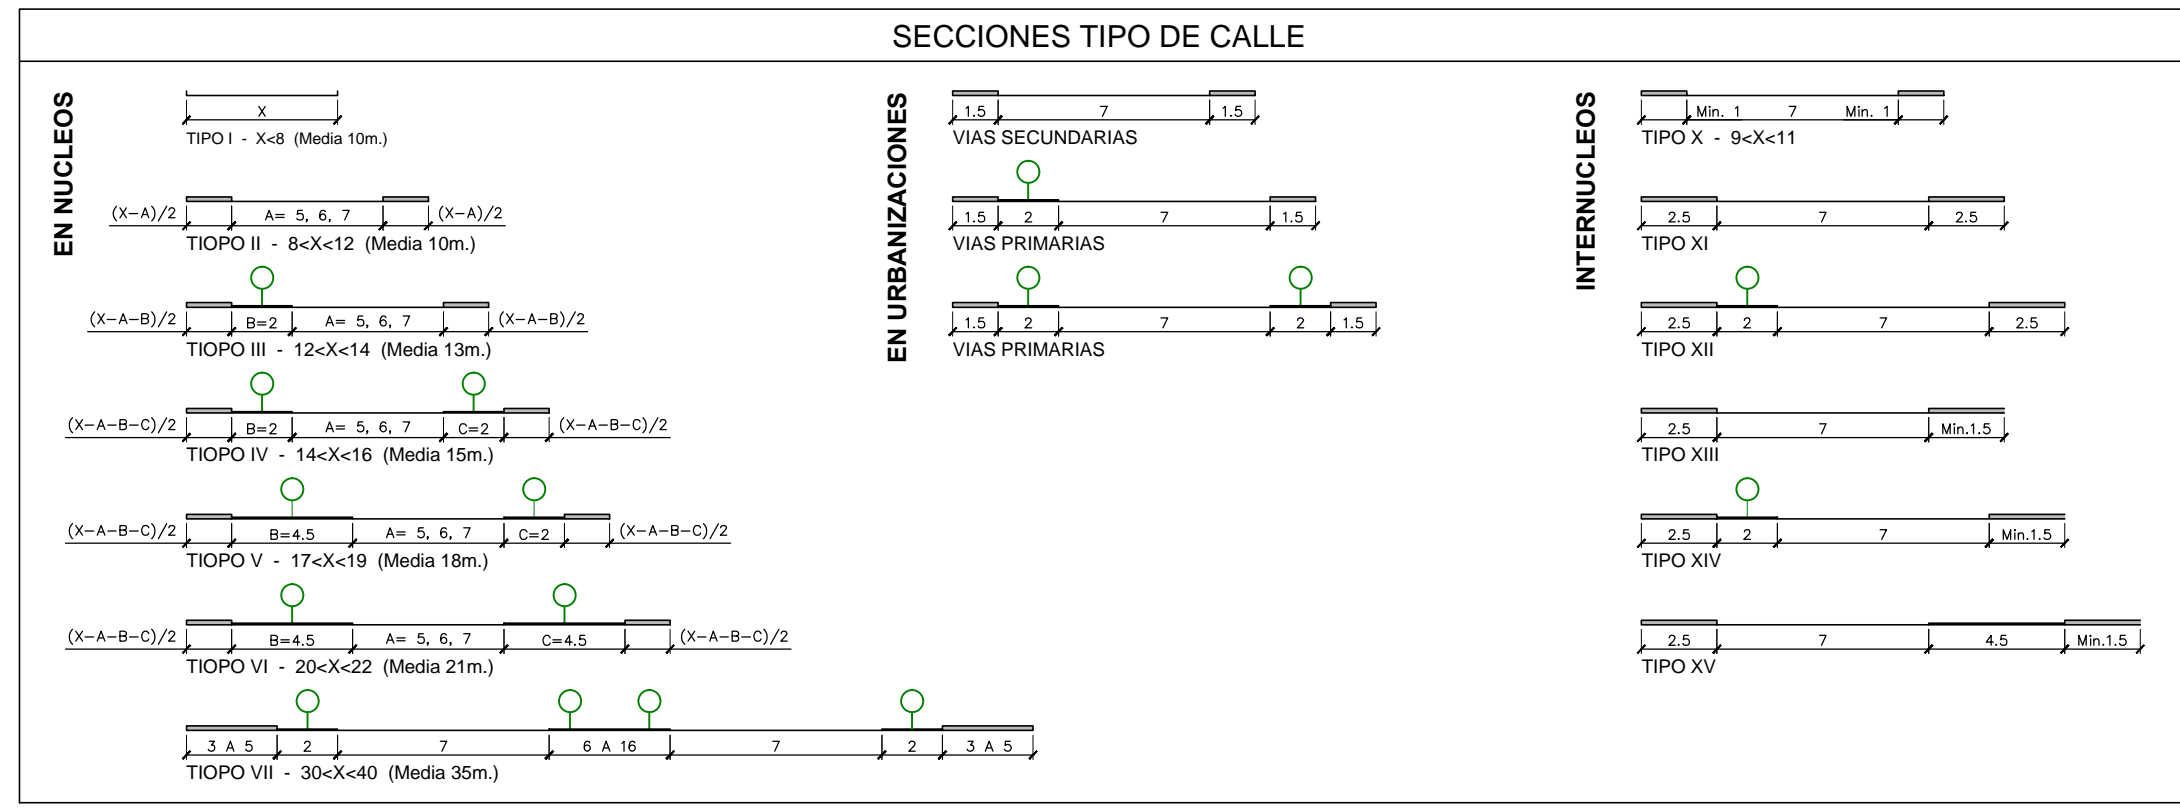 SECCIONES TIPO DE CALLE
EN NUCLEOS
X
TIPO I - X<8 (Media 10m.)
(X-A)/2 A= 5, 6, 7 (X-A)/2
TIOPO II - 8<X<12 (Media 10m.)
(X-A-B)/2 B=2 A= 5, 6, 7 (X-A-B)/2
TIOPO III - 12<X<14 (Media 13m.)
(X-A-B-C)/2 B=2 A= 5, 6, 7 C=2 (X-A-B-C)/2
TIOPO IV - 14<X<16 (Media 15m.)
(X-A-B-C)/2 B=4.5 A= 5, 6, 7 C=2 (X-A-B-C)/2
TIOPO V - 17<X<19 (Media 18m.)
(X-A-B-C)/2 B=4.5 A= 5, 6, 7 C=4.5 (X-A-B-C)/2
TIOPO VI - 20<X<22 (Media 21m.)
3 A 5 2 7 6 A 16 7 2 3 A 5
TIOPO VII - 30<X<40 (Media 35m.)
EN URBANIZACIONES
1.5 7 1.5
VIAS SECUNDARIAS
1.5 2 7 1.5
VIAS PRIMARIAS
1.5 2 7 2 1.5
VIAS PRIMARIAS
INTERNUCLEOS
Min. 1 7 Min. 1
TIPO X - 9<X<11
2.5 7 2.5
TIPO XI
2.5 2 7 2.5
TIPO XII
2.5 7 Min.1.5
TIPO XIII
2.5 2 7 Min.1.5
TIPO XIV
2.5 7 4.5 Min.1.5
TIPO XV